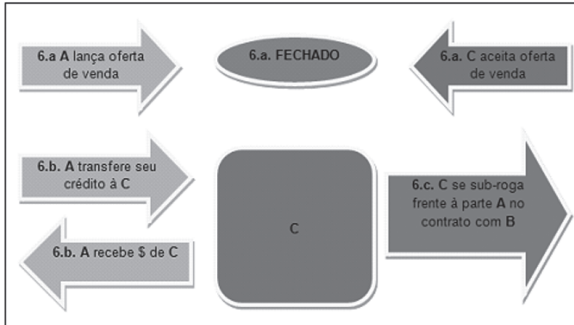 6.a A lança oferta
de venda
6.a. FECHADO
6.a. C aceita oferta
de venda
6.b. A transfere seu
crédito à C
C
6.c. C se sub-roga
frente à parte A no
contrato com B
6.b. A recebe $ de C